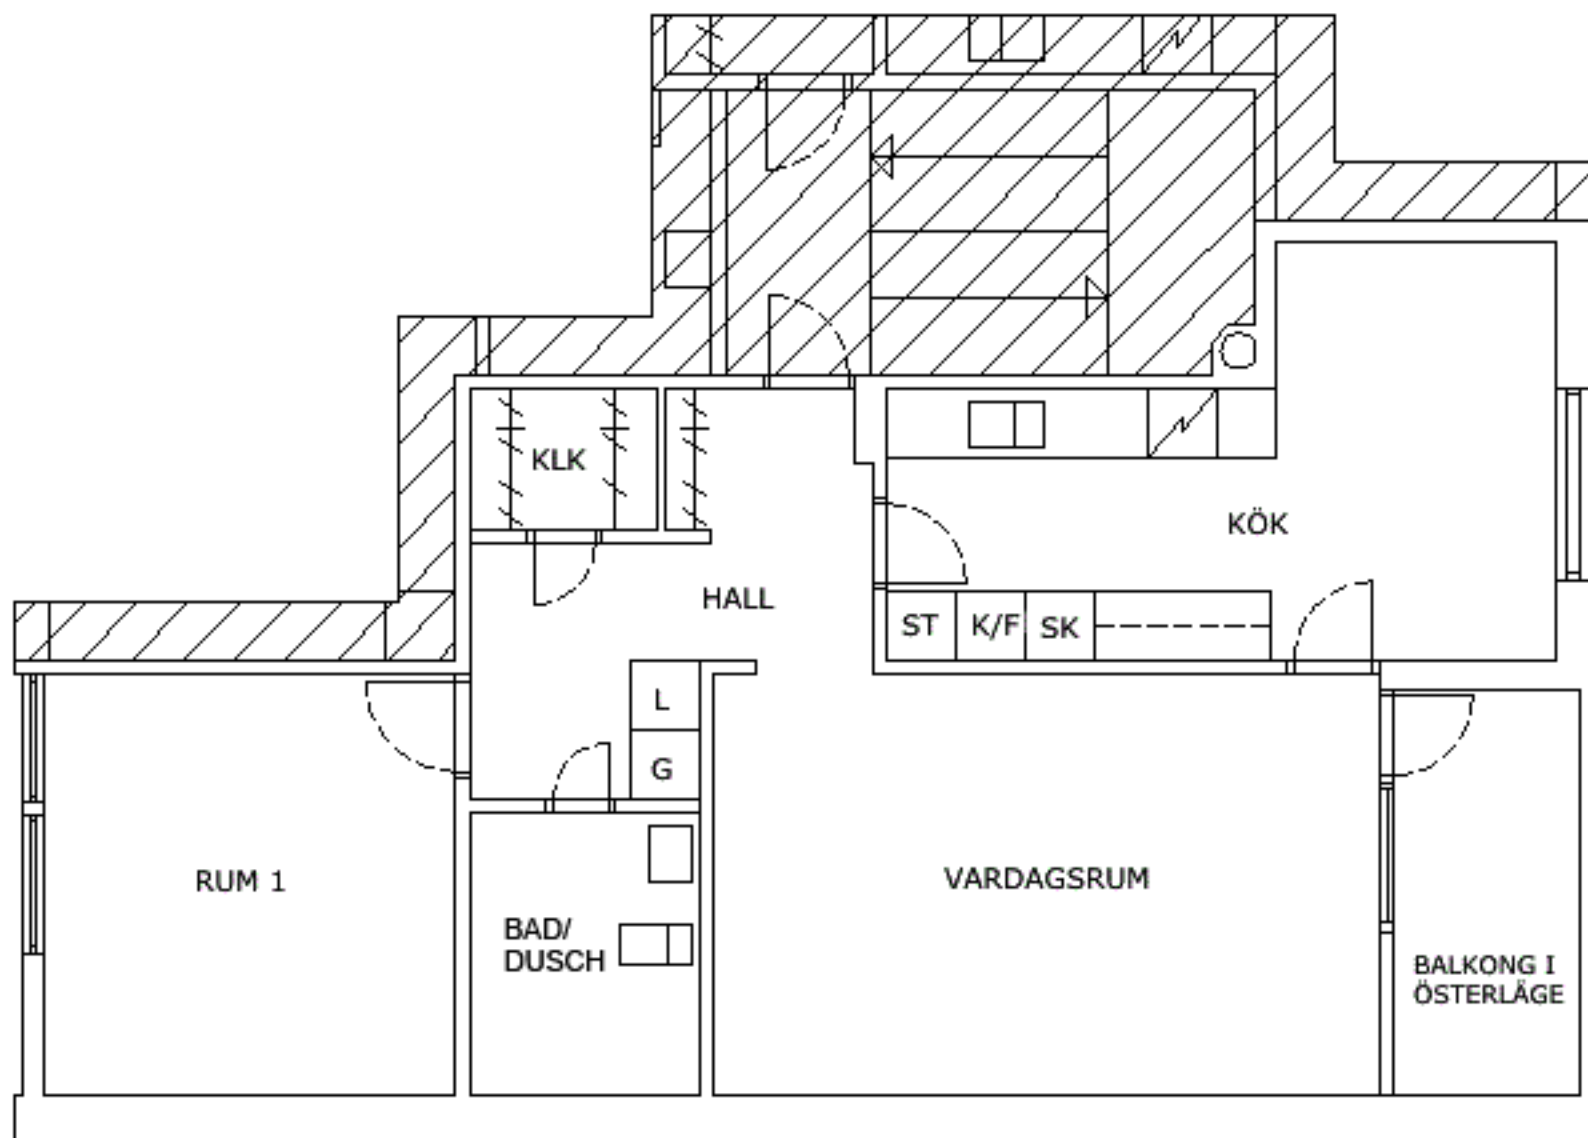 KLK
KÖK
HALL
ST
K/F
SK
L
G
RUM 1
VARDAGSRUM
BAD/
DUSCH
BALKONG I
ÖSTERLÄGE